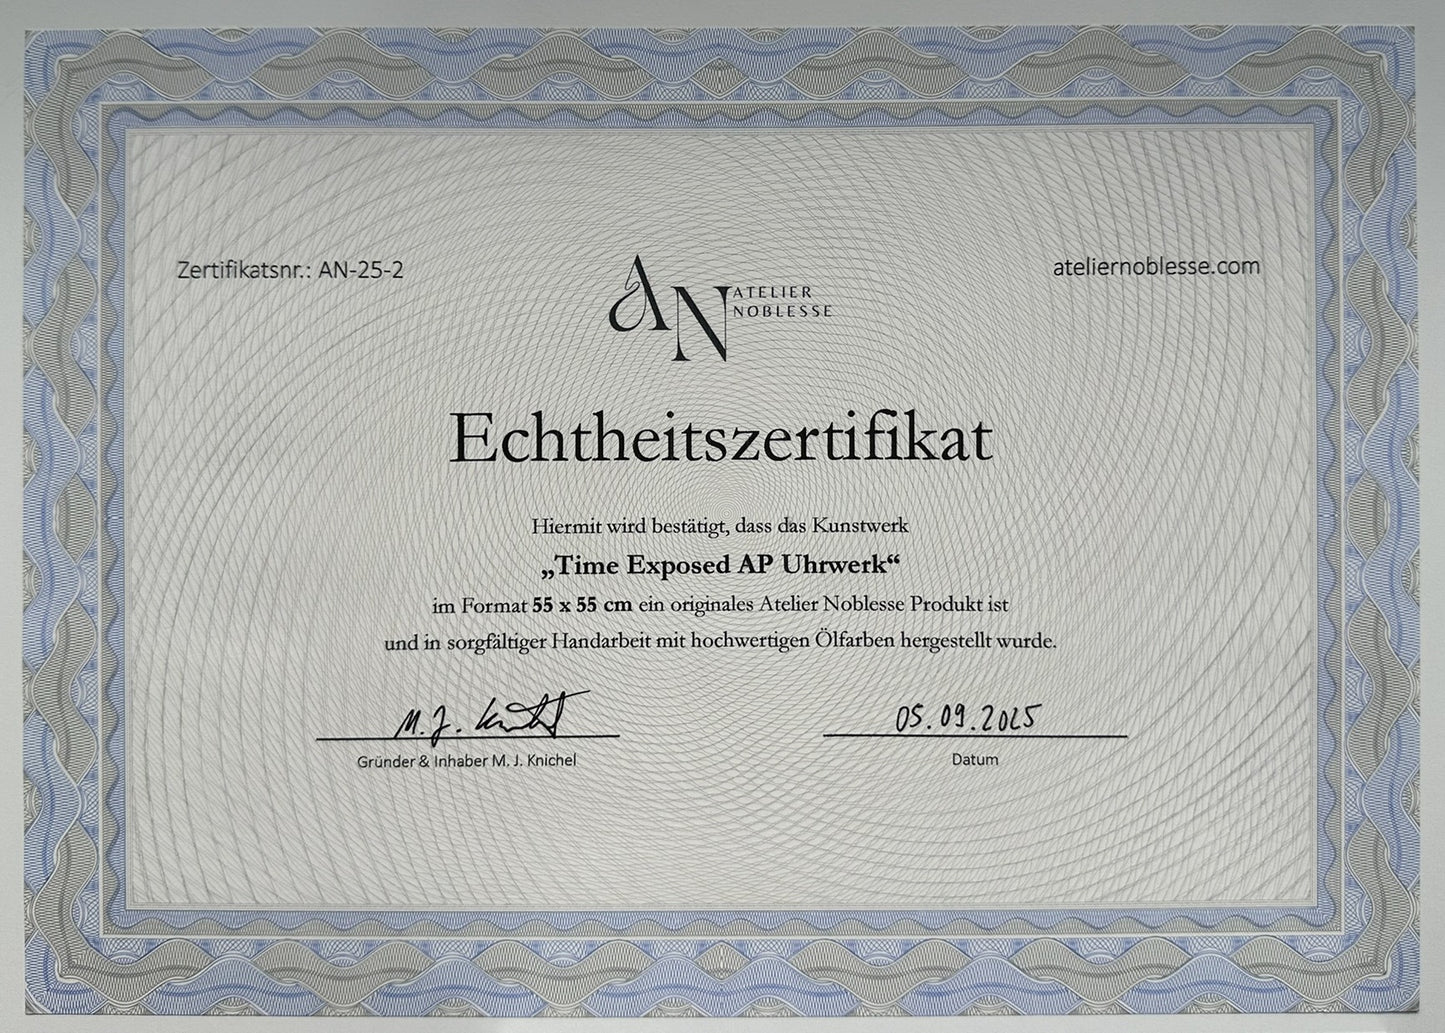 Zertifikatsnr.: AN-25-2
ateliernoblesse.com
AN
ATELIER
NOBLESSE
Echtheitszertifikat
Hiermit wird bestätigt, dass das Kunstwerk
„Time Exposed AP Uhrwerk“
im Format 55 x 55 cm ein originales Atelier Noblesse Produkt ist
und in sorgfältiger Handarbeit mit hochwertigen Ölfarben hergestellt wurde.
M. J. Knichel
05.09.2025
Gründer & Inhaber M. J. Knichel
Datum